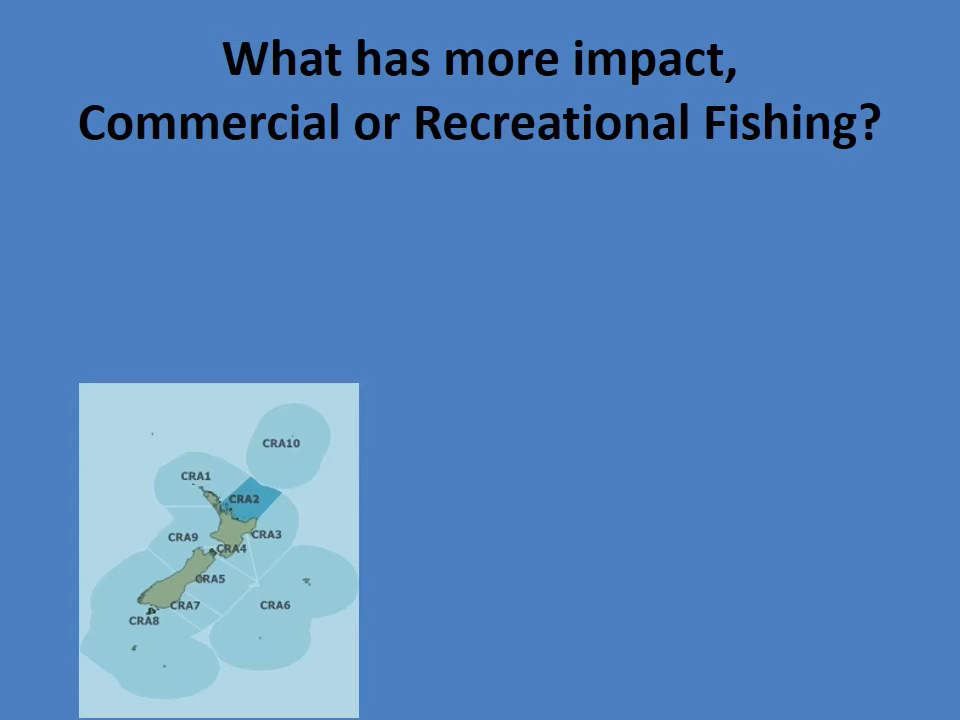 What has more impact,
Commercial or Recreational Fishing?
CRA10
CRA1
CRA2
CRA3
CRA9
CRA4
CRA5
CRA7
CRA6
CRA8